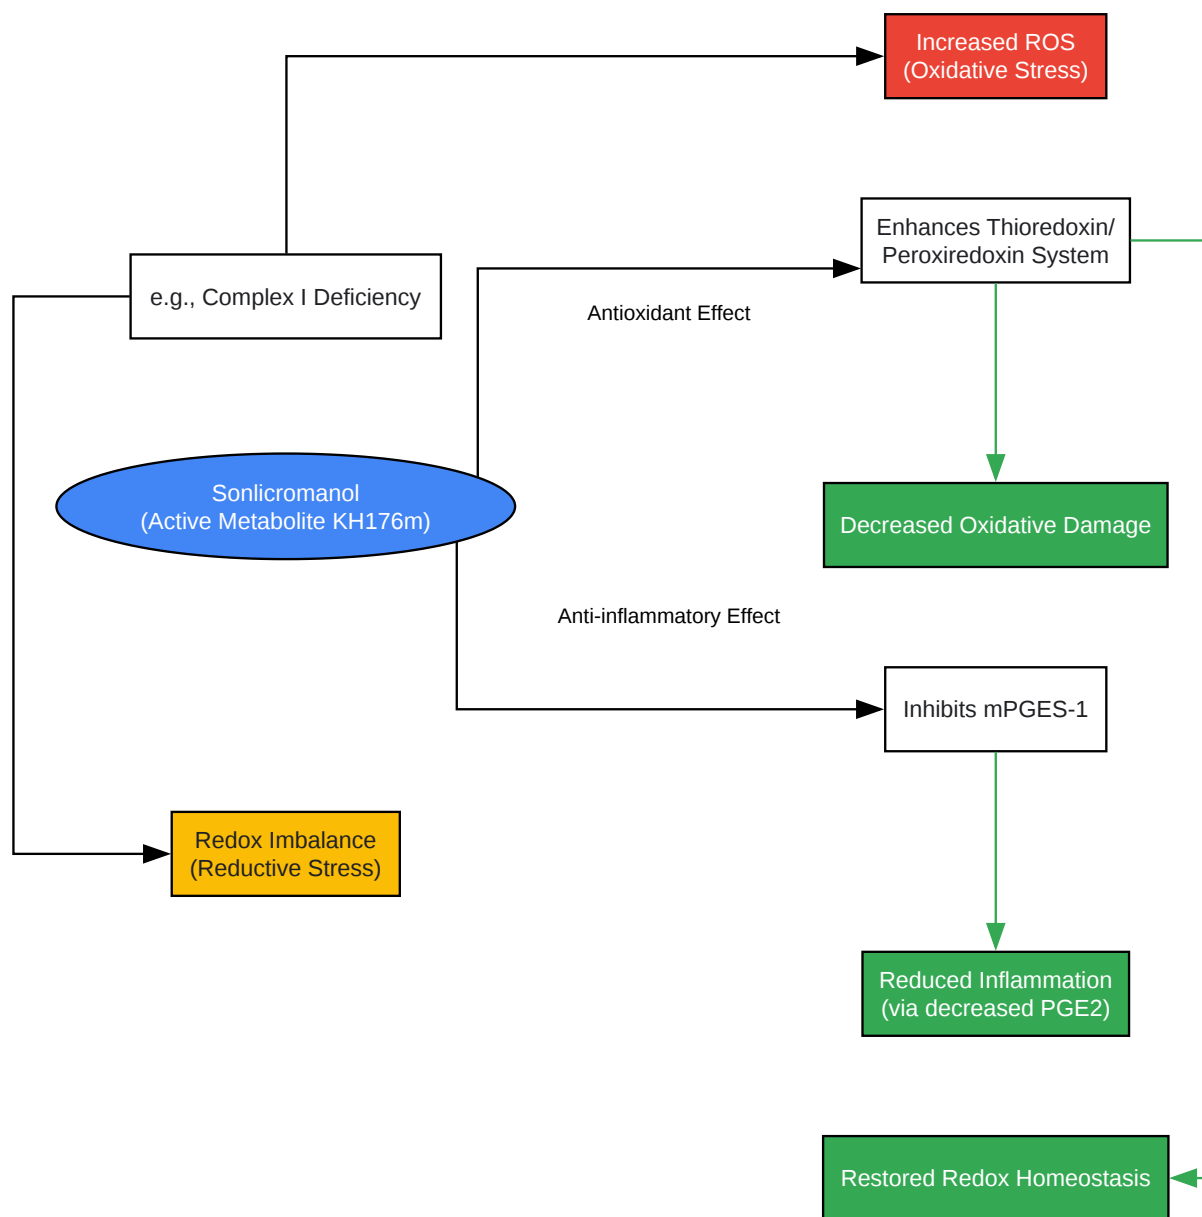 Increased ROS
(Oxidative Stress)
Enhances Thioredoxin/
Peroxiredoxin System
e.g., Complex I Deficiency
Antioxidant Effect
Sonlicromanol
(Active Metabolite KH176m)
Decreased Oxidative Damage
Anti-inflammatory Effect
Inhibits mPGES-1
Redox Imbalance
(Reductive Stress)
Reduced Inflammation
(via decreased PGE2)
Restored Redox Homeostasis